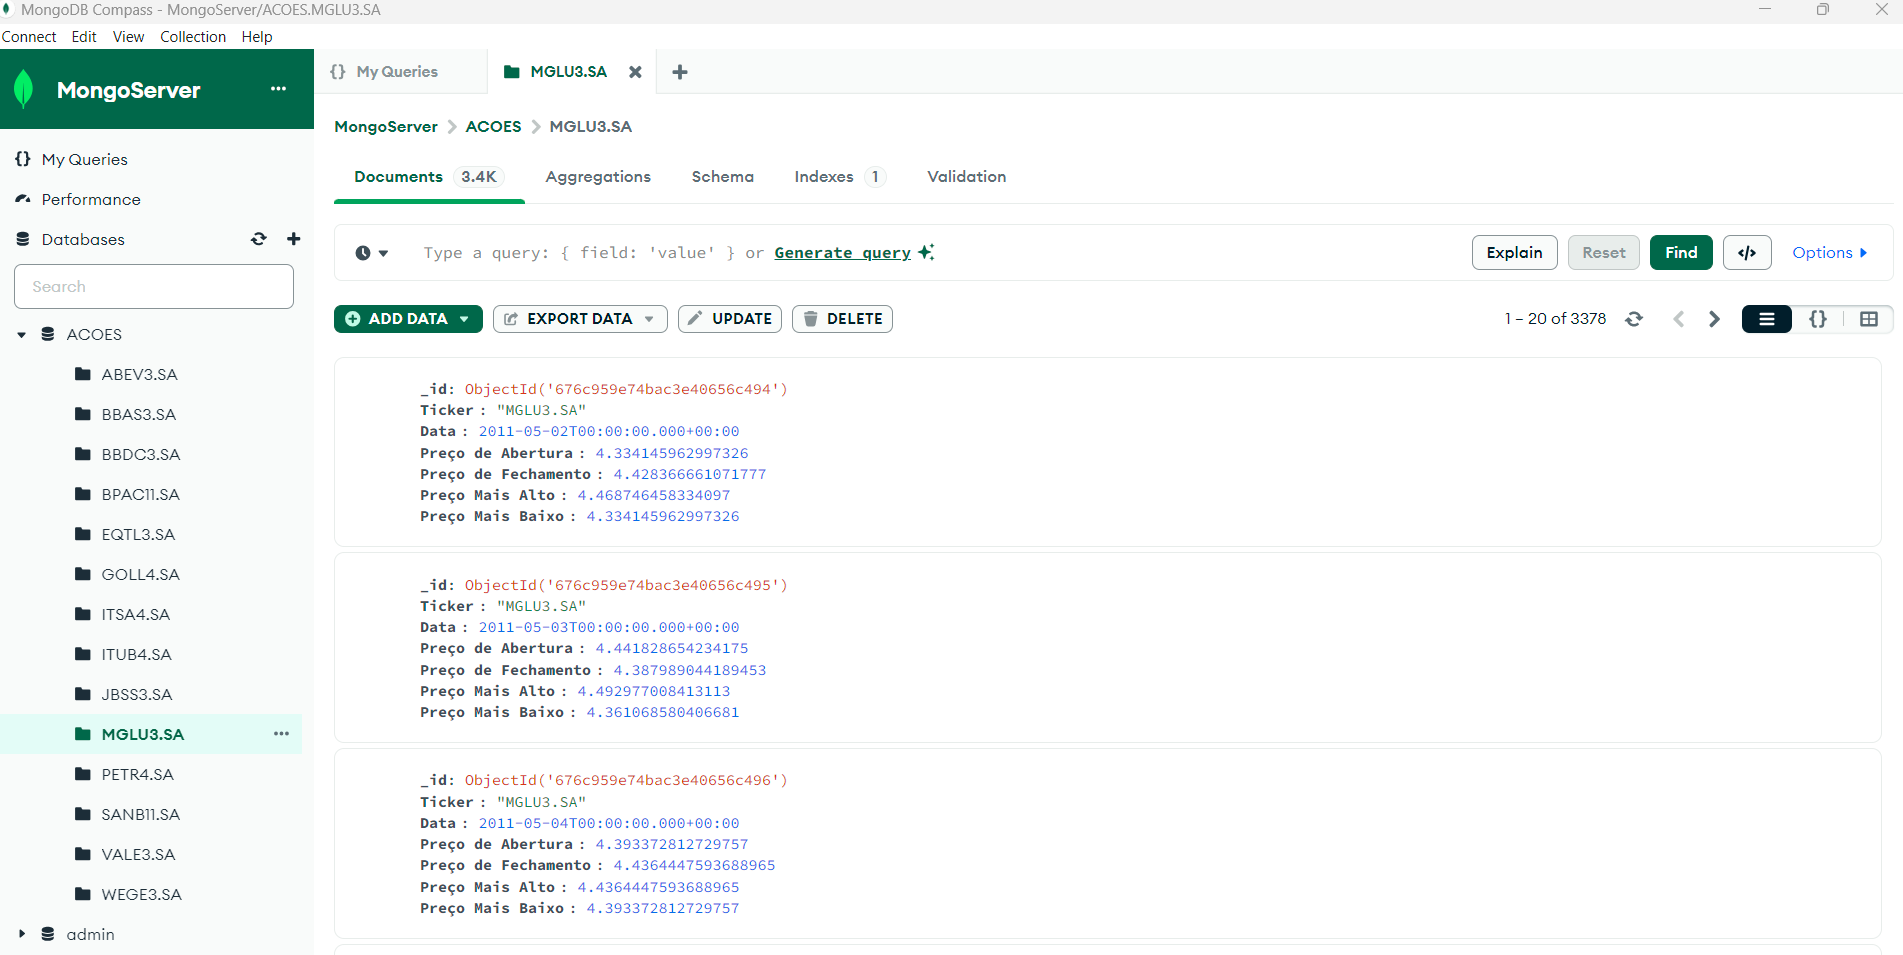 MongoDB Compass - MongoServer/ACOES.MGLU3.SA
Connect Edit View Collection Help
MongoServer
My Queries
Performance
Databases
Search
ACOES
ABEV3.SA
BBAS3.SA
BBDC3.SA
BPAC11.SA
EQTL3.SA
GOLL4.SA
ITSA4.SA
ITUB4.SA
JBSS3.SA
MGLU3.SA
PETR4.SA
SANB11.SA
VALE3.SA
WEGE3.SA
admin
{} My Queries MGLU3.SA
MongoServer > ACOES > MGLU3.SA
Documents 3.4K Aggregations Schema Indexes 1 Validation
Type a query: { field: 'value' } or Generate query Explain Reset Find </> Options
ADD DATA EXPORT DATA UPDATE DELETE 1 – 20 of 3378 {}
_id: ObjectId('676c959e74bac3e40656c494')
Ticker : "MGLU3.SA"
Data : 2011-05-02T00:00:00.000+00:00
Preço de Abertura : 4.334145962997326
Preço de Fechamento : 4.428366661071777
Preço Mais Alto : 4.468746458334097
Preço Mais Baixo : 4.334145962997326
_id: ObjectId('676c959e74bac3e40656c495')
Ticker : "MGLU3.SA"
Data : 2011-05-03T00:00:00.000+00:00
Preço de Abertura : 4.441828654234175
Preço de Fechamento : 4.387989044189453
Preço Mais Alto : 4.492977008413113
Preço Mais Baixo : 4.361068580406681
_id: ObjectId('676c959e74bac3e40656c496')
Ticker : "MGLU3.SA"
Data : 2011-05-04T00:00:00.000+00:00
Preço de Abertura : 4.393372812729757
Preço de Fechamento : 4.4364447593688965
Preço Mais Alto : 4.4364447593688965
Preço Mais Baixo : 4.393372812729757